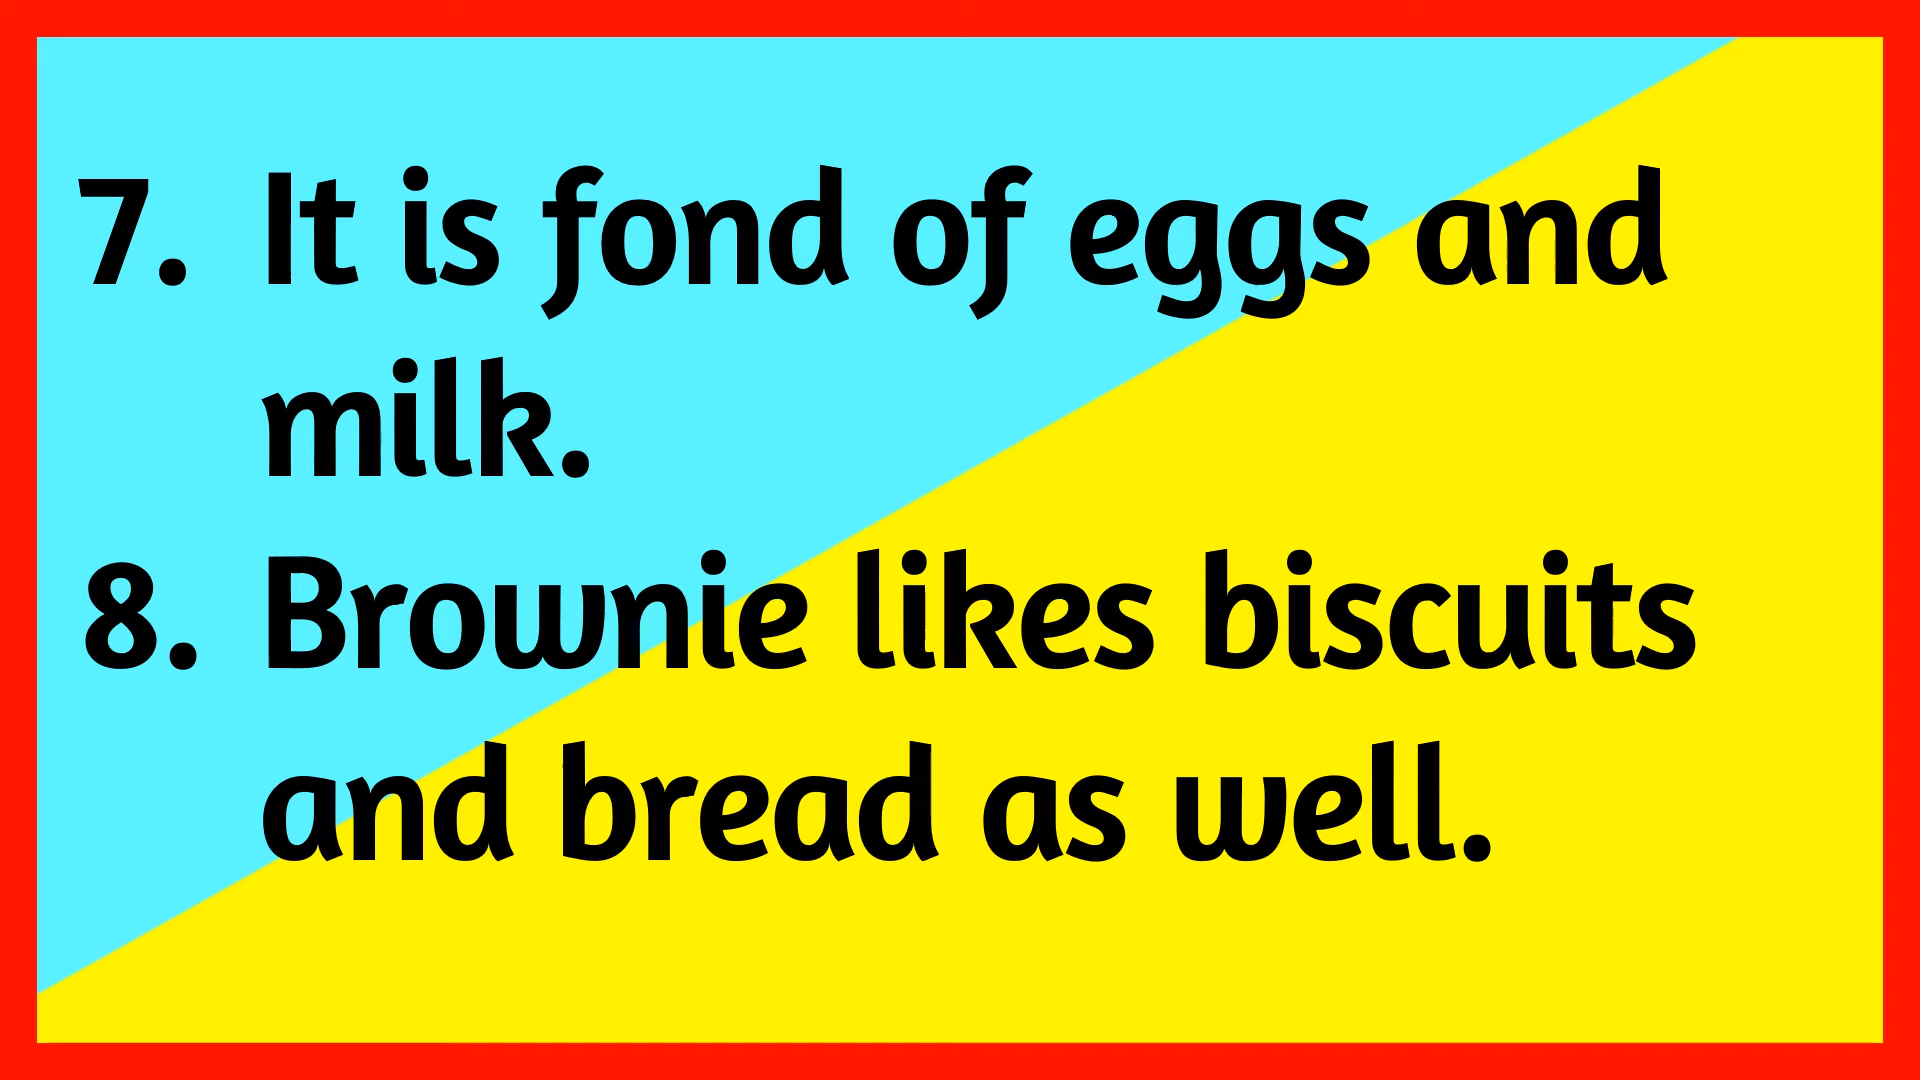 7. It is fond of eggs and
milk.
8. Brownie likes biscuits
and bread as well.